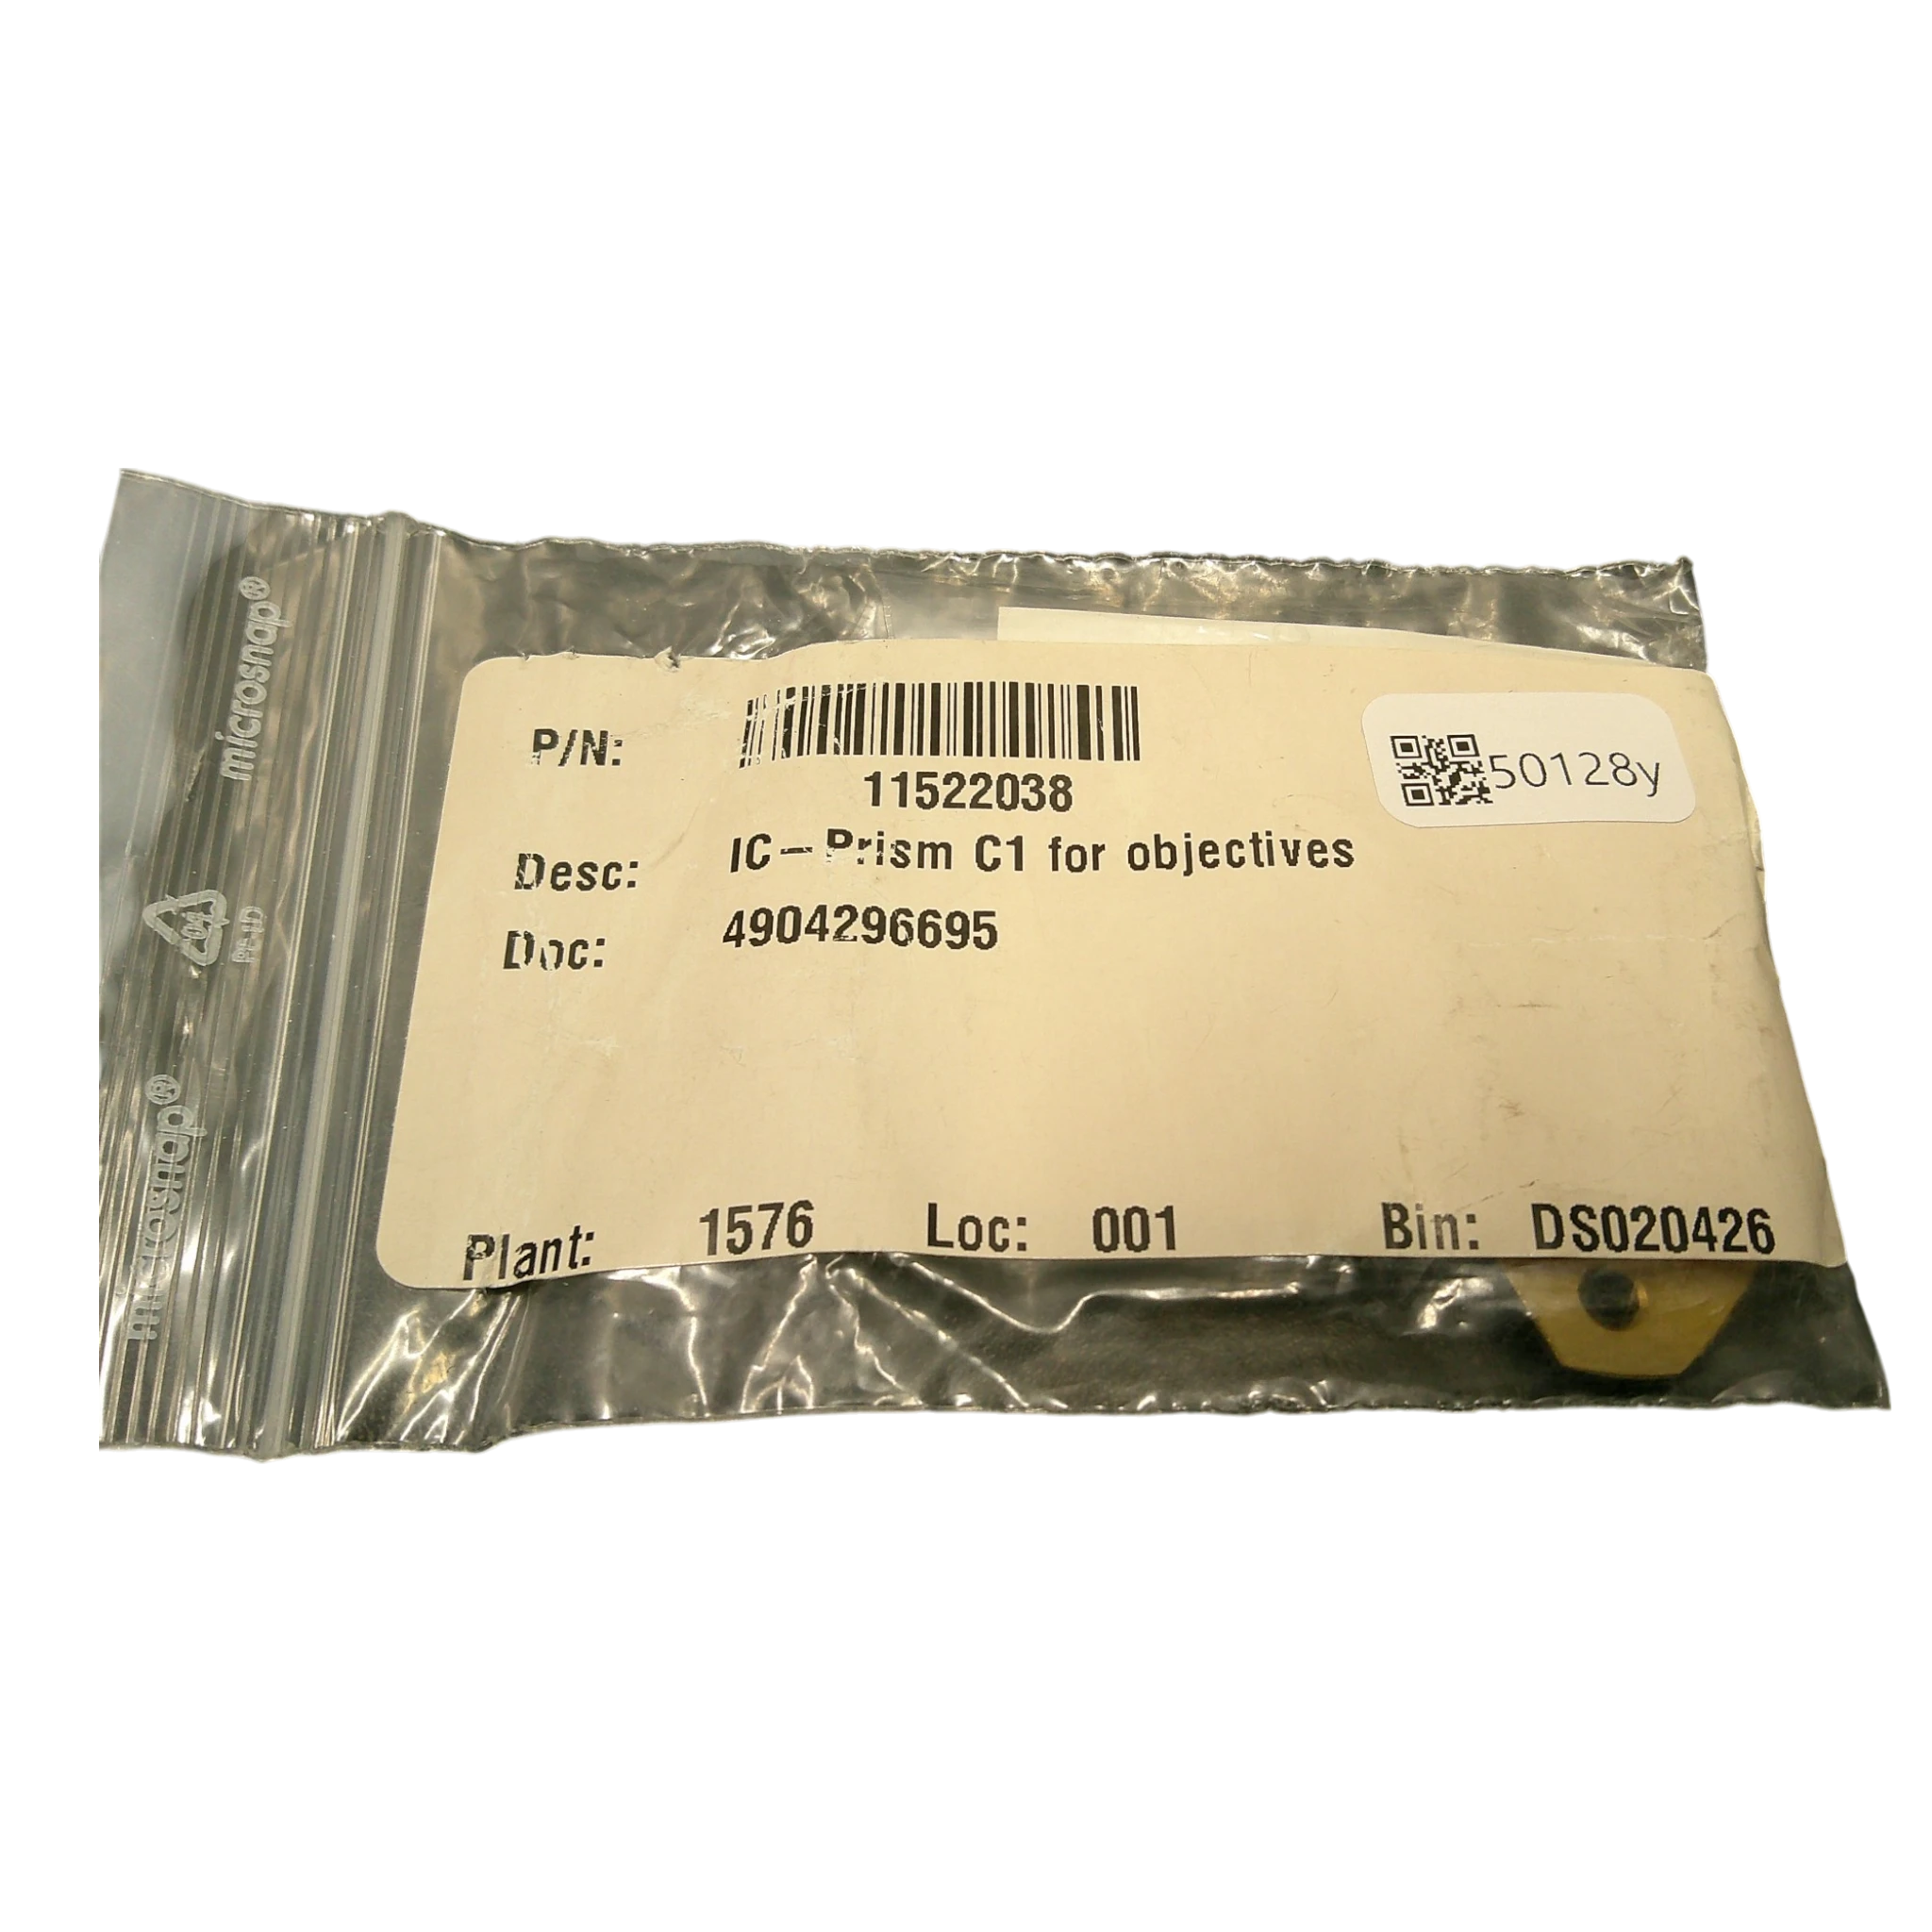 microsnap®
04
PE-LD
microsnap®
P/N:
11522038
50128y
Desc: IC-Prism C1 for objectives
Doc: 4904296695
Plant: 1576 Loc: 001 Bin: DS020426